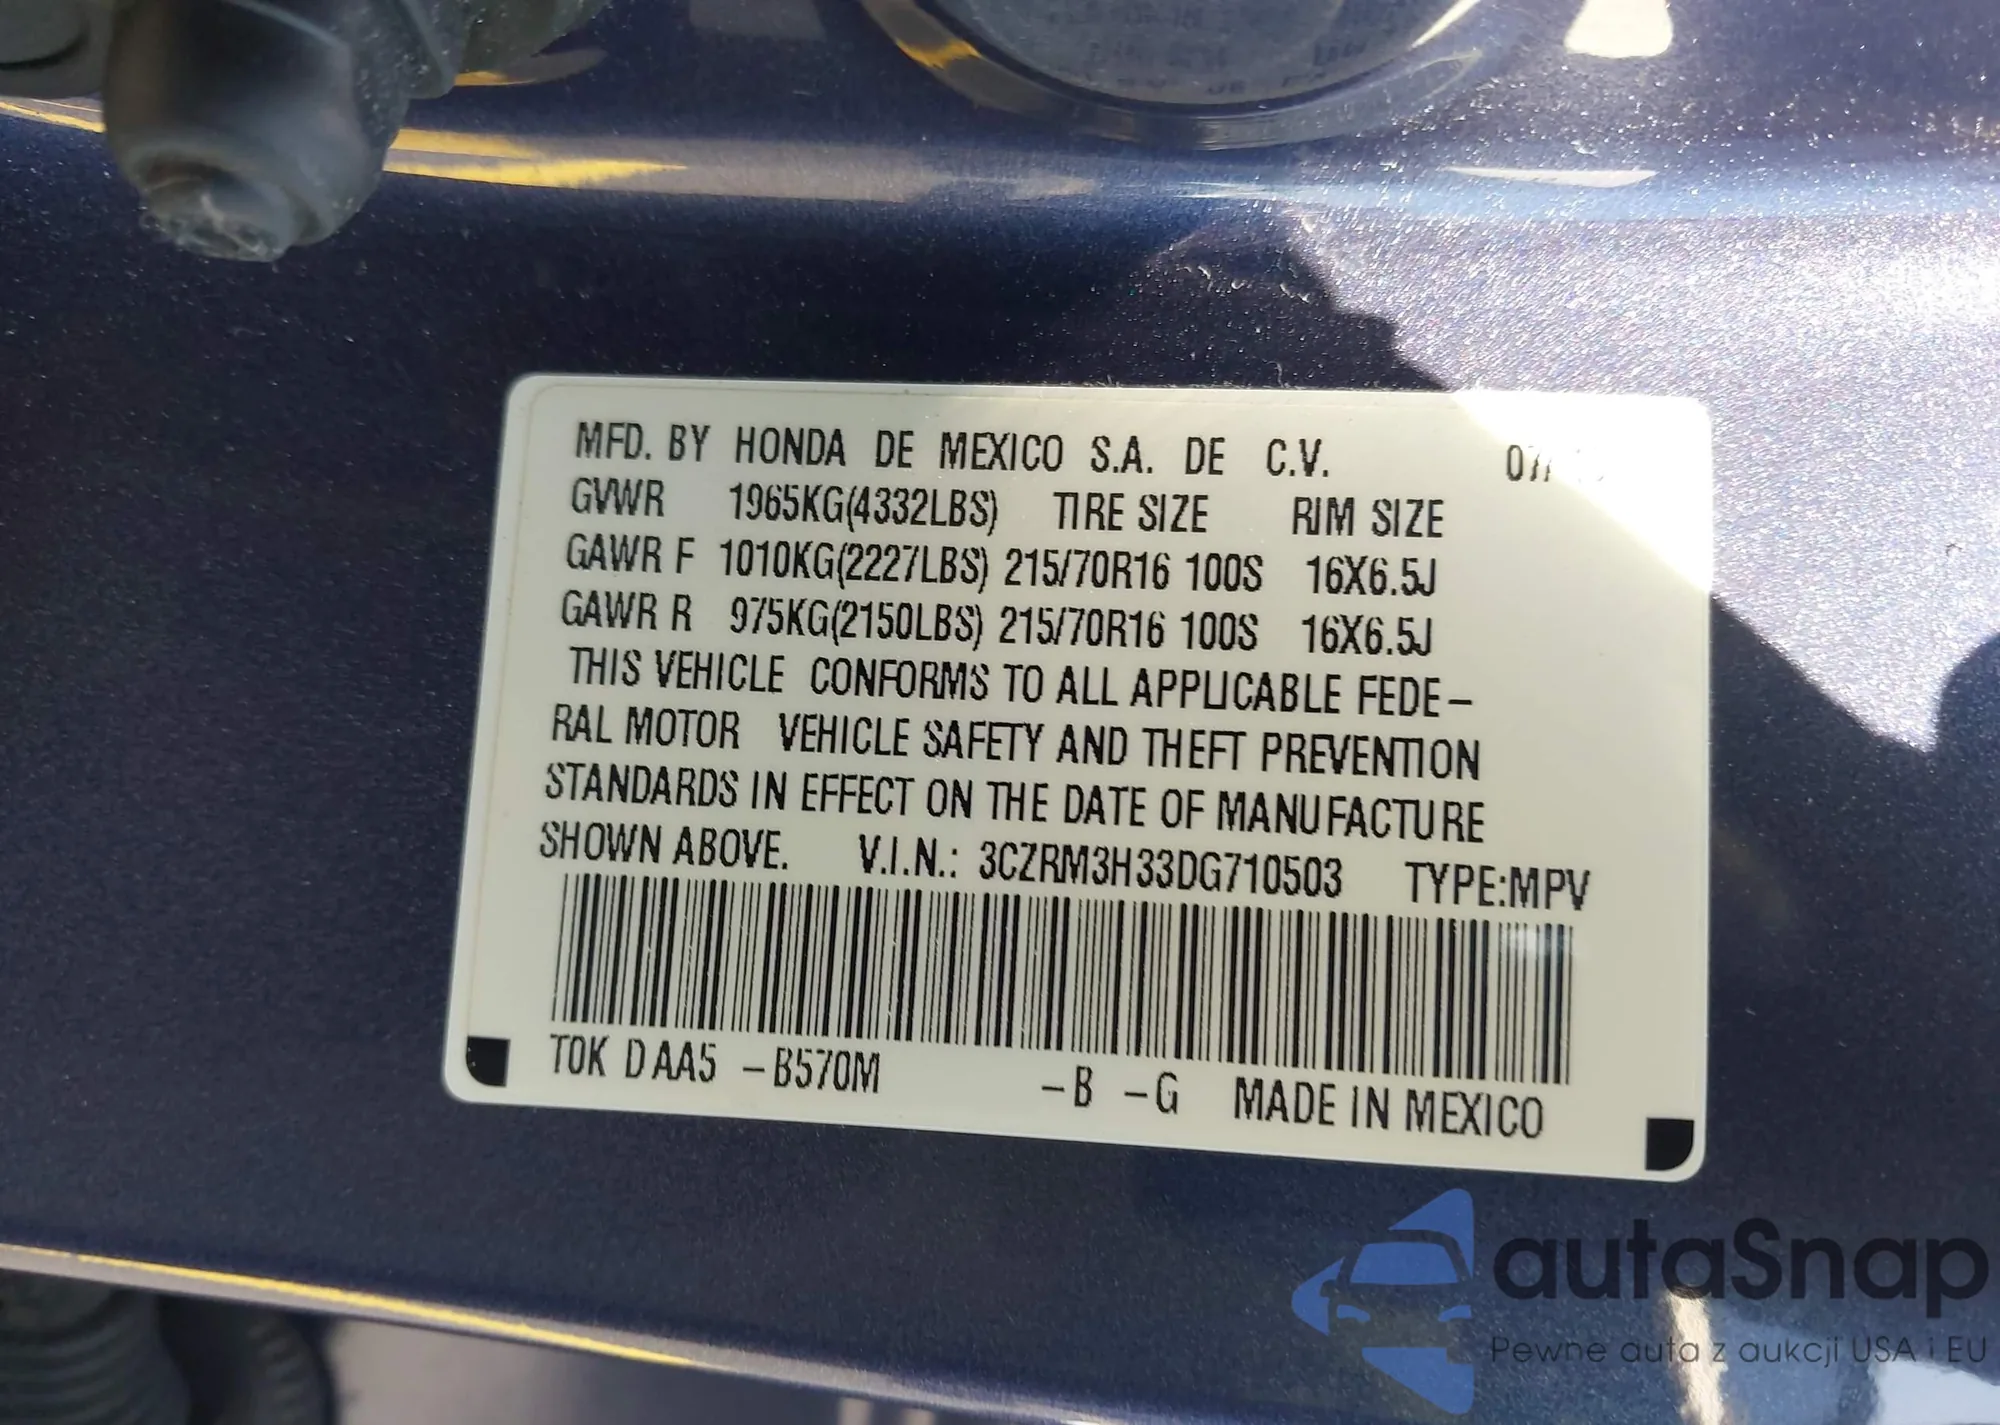 MFD. BY HONDA DE MEXICO S.A. DE C.V.
GVWR 1965KG(4332LBS) TIRE SIZE RIM SIZE
GAWR F 1010KG(2227LBS) 215/70R16 100S 16X6.5J
GAWR R 975KG(2150LBS) 215/70R16 100S 16X6.5J
THIS VEHICLE CONFORMS TO ALL APPLICABLE FEDE-
RAL MOTOR VEHICLE SAFETY AND THEFT PREVENTION
STANDARDS IN EFFECT ON THE DATE OF MANUFACTURE
SHOWN ABOVE. V.I.N.: 3CZRM3H33DG710503 TYPE:MPV
T0K D AA5 -B570M -B -G MADE IN MEXICO
autaSnap
Pewne auta z aukcji USA i EU